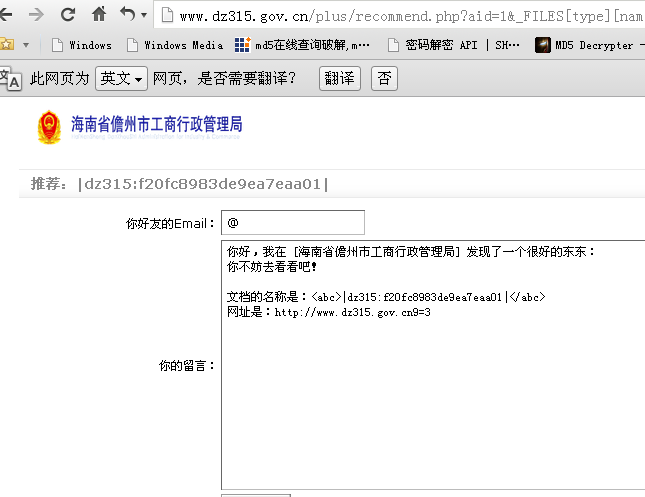 www.dz315.gov.cn/plus/recommend.php?aid=1&_FILES[type][nam
Windows Windows Media md5在线查询破解,m··· 密码解密 API | SH··· MD5 Decrypter -
此网页为 英文 网页，是否需要翻译？ 翻译 否
海南省儋州市工商行政管理局
推荐：|dz315:f20fc8983de9ea7eaa01|
你好友的Email： @
你好，我在 [海南省儋州市工商行政管理局] 发现了一个很好的东东：
你不妨去看看吧！
文档的名称是：<abc>|dz315:f20fc8983de9ea7eaa01|</abc>
网址是：http://www.dz315.gov.cn9=3
你的留言：